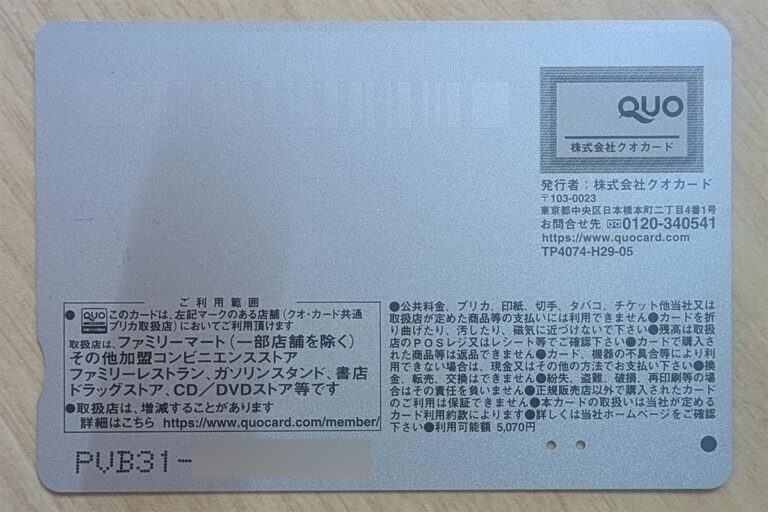 QUO
株式会社クオカード
発行者：株式会社クオカード
〒103-0023
東京都中央区日本橋本町二丁目4番1号
お問合せ先 0120-340541
https://www.quocard.com
TP4074-H29-05
ご利用範囲
●QUO このカードは、左記マークのある店舗（クオ・カード共通
プリカ取扱店）においてご利用頂けます
取扱店は、ファミリーマート（一部店舗を除く）
その他加盟コンビニエンスストア
ファミリーレストラン、ガソリンスタンド、書店
ドラッグストア、CD／DVDストア等です
●取扱店は、増減することがあります
詳細はこちら https://www.quocard.com/member/
●公共料金、プリカ、印紙、切手、タバコ、チケット他当社又は
取扱店が定めた商品等の支払いには利用できません●カードを折
り曲げたり、汚したり、磁気に近づけないで下さい●残高は取扱
店のPOSレジ又はレシート等でご確認下さい●カードで購入さ
れた商品等は返品できません●カード、機器の不具合等により利
用できない場合は、現金又はその他の方法でお支払下さい●換
金、転売、交換はできません●紛失、盗難、破損、再印刷等の場
合はその責任を負いません●正規販売店以外で購入されたカード
のご利用は保証できません●本カードの取扱いは当社が定める
カード利用約款によります●詳しくは当社ホームページをご確認
下さい●利用可能額 5,070円
PVB31-